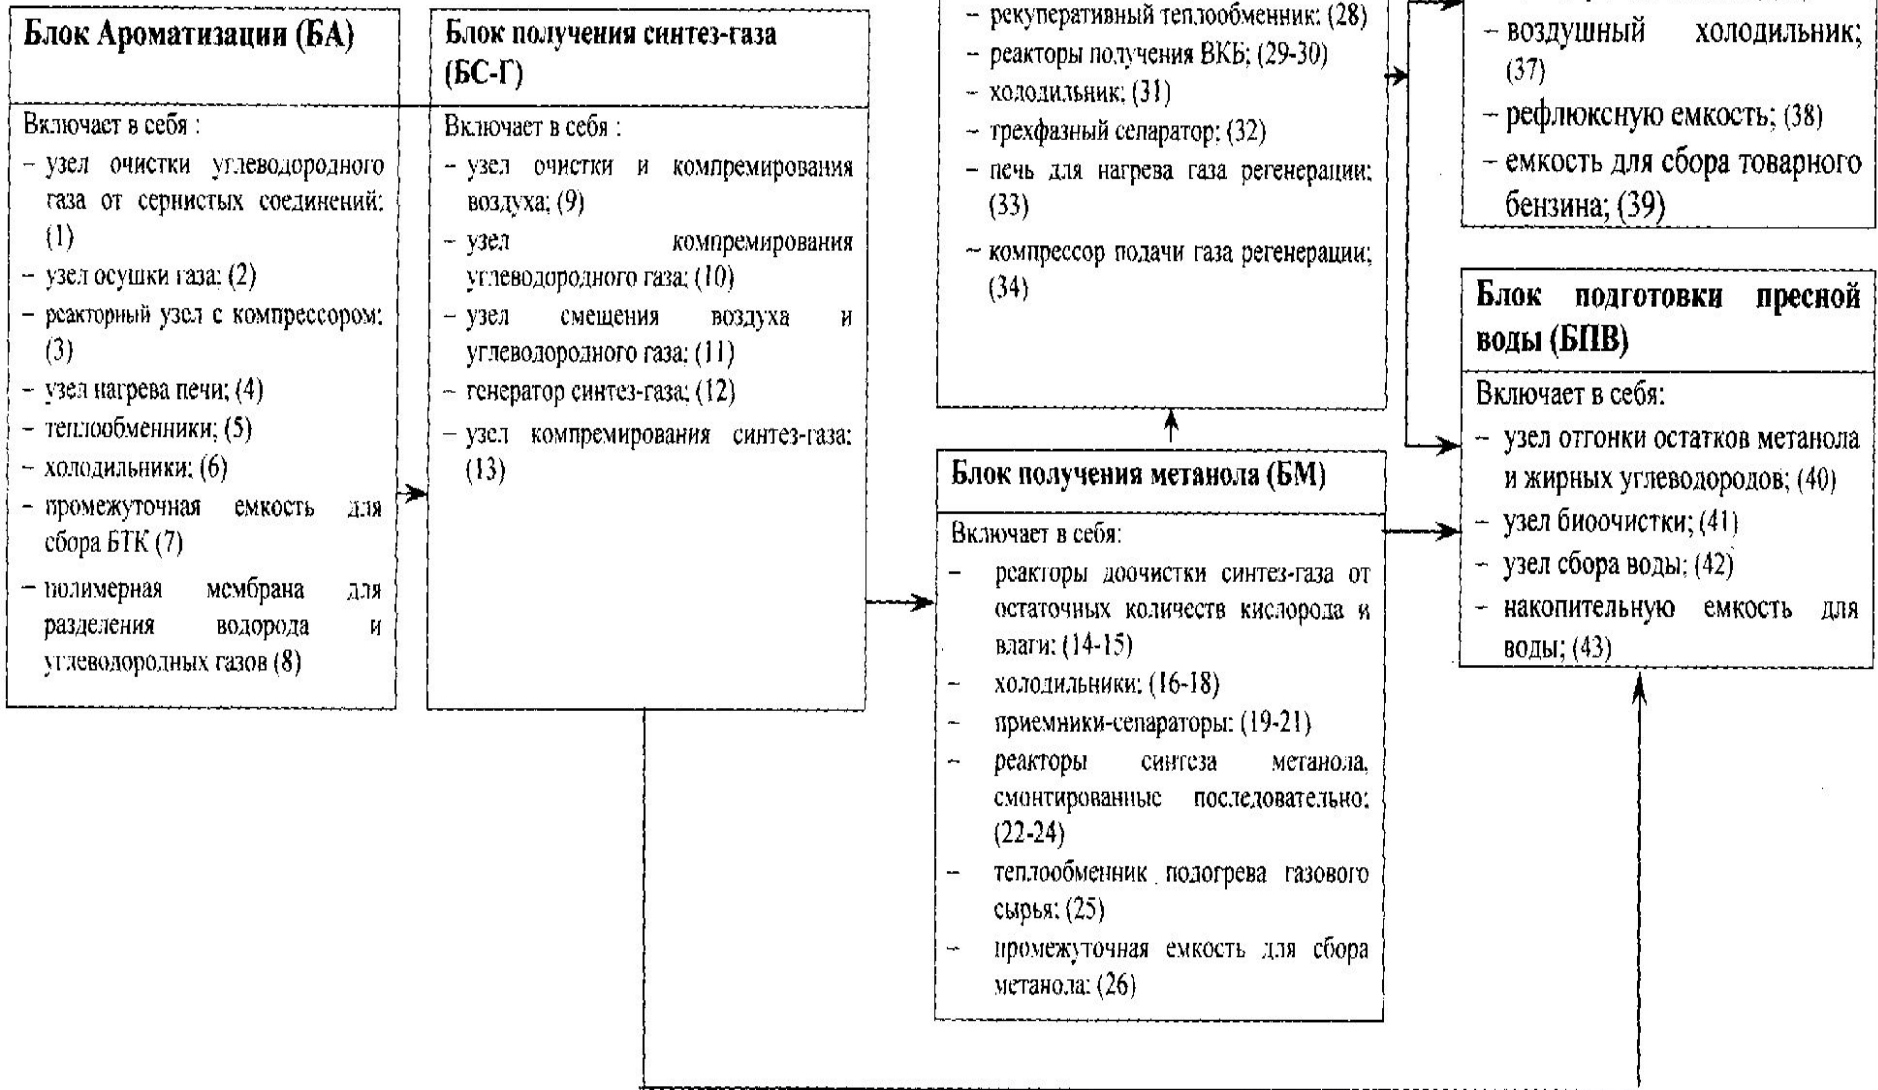 Блок Ароматизации (БА)
Включает в себя :
– узел очистки углеводородного
газа от сернистых соединений;
(1)
– узел осушки газа; (2)
– реакторный узел с компрессором;
(3)
– узел нагрева печи; (4)
– теплообменники; (5)
– холодильники; (6)
– промежуточная емкость для
сбора БТК (7)
– полимерная мембрана для
разделения водорода и
углеводородных газов (8)
Блок получения синтез-газа
(БС-Г)
Включает в себя :
– узел очистки и компремирования
воздуха; (9)
– узел компремирования
углеводородного газа; (10)
– узел смещения воздуха и
углеводородного газа; (11)
– генератор синтез-газа; (12)
– узел компремирования синтез-газа;
(13)
– рекуперативный теплообменник; (28)
– реакторы получения ВКБ; (29-30)
– холодильник; (31)
– трехфазный сепаратор; (32)
– печь для нагрева газа регенерации;
(33)
– компрессор подачи газа регенерации;
(34)
Блок получения метанола (БМ)
Включает в себя:
– реакторы доочистки синтез-газа от
остаточных количеств кислорода и
влаги; (14-15)
– холодильники; (16-18)
– приемники-сепараторы; (19-21)
– реакторы синтеза метанола,
смонтированные последовательно;
(22-24)
– теплообменник подогрева газового
сырья; (25)
– промежуточная емкость для сбора
метанола; (26)
– воздушный холодильник;
(37)
– рефлюксную емкость; (38)
– емкость для сбора товарного
бензина; (39)
Блок подготовки пресной
воды (БПВ)
Включает в себя:
– узел отгонки остатков метанола
и жирных углеводородов; (40)
– узел биоочистки; (41)
– узел сбора воды; (42)
– накопительную емкость для
воды; (43)